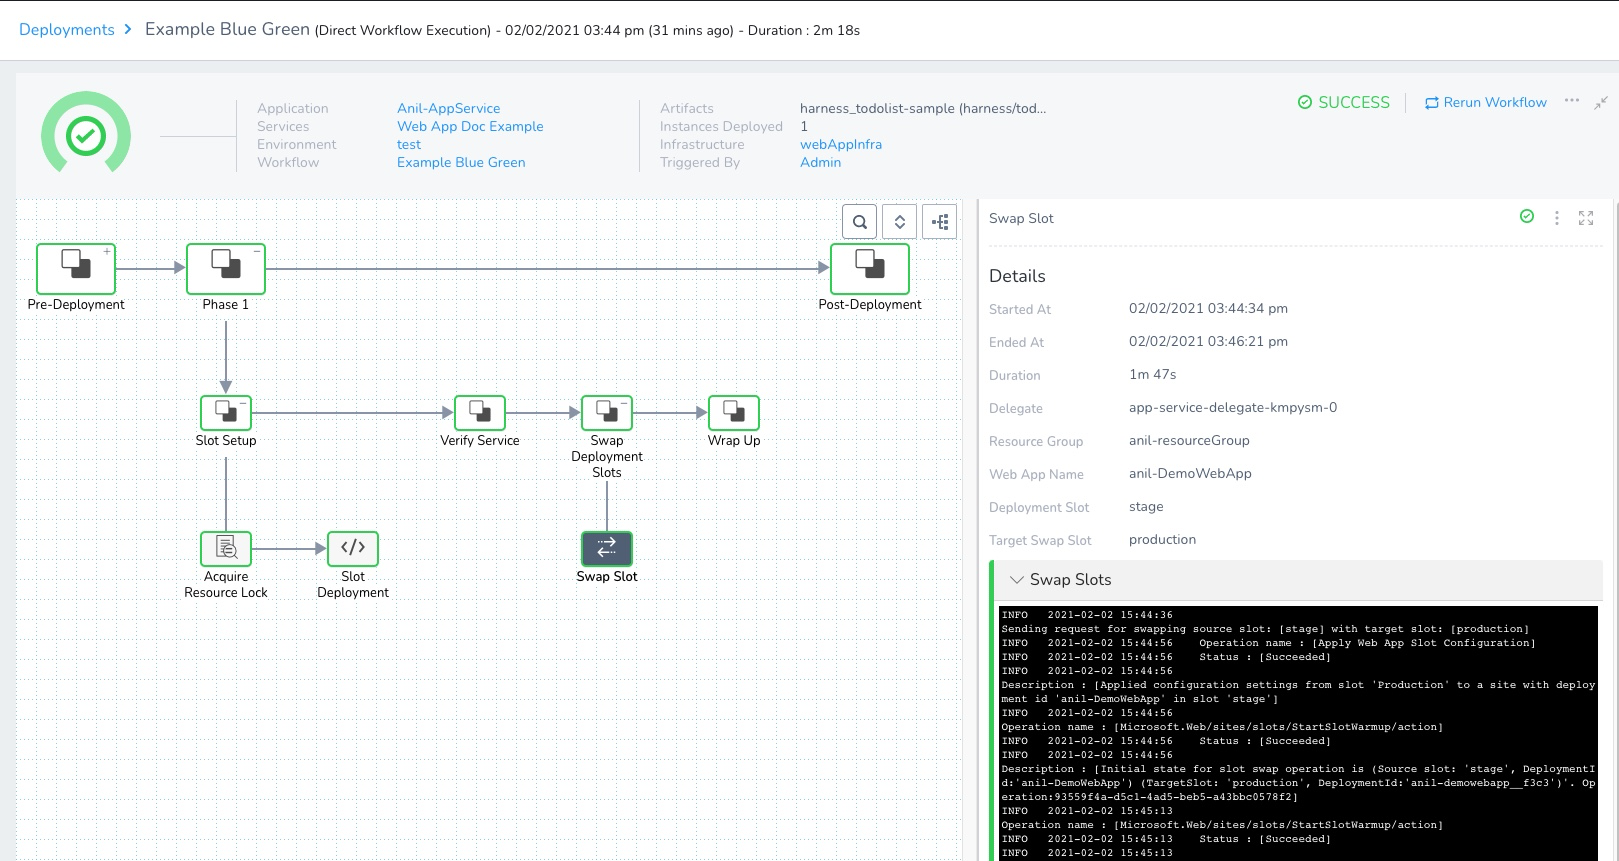 Deployments > Example Blue Green (Direct Workflow Execution) - 02/02/2021 03:44 pm (31 mins ago) - Duration : 2m 18s
Application Anil-AppService
Services Web App Doc Example
Environment test
Workflow Example Blue Green
Artifacts harness_todolist-sample (harness/tod...
Instances Deployed 1
Infrastructure webAppInfra
Triggered By Admin
SUCCESS
Rerun Workflow
Pre-Deployment
Phase 1
Post-Deployment
Slot Setup
Verify Service
Swap
Deployment
Slots
Wrap Up
Acquire
Resource Lock
Slot
Deployment
Swap Slot
Swap Slot
Details
Started At 02/02/2021 03:44:34 pm
Ended At 02/02/2021 03:46:21 pm
Duration 1m 47s
Delegate app-service-delegate-kmpysm-0
Resource Group anil-resourceGroup
Web App Name anil-DemoWebApp
Deployment Slot stage
Target Swap Slot production
Swap Slots
INFO 2021-02-02 15:44:36
Sending request for swapping source slot: [stage] with target slot: [production]
INFO 2021-02-02 15:44:56 Operation name : [Apply Web App Slot Configuration]
INFO 2021-02-02 15:44:56 Status : [Succeeded]
INFO 2021-02-02 15:44:56
Description : [Applied configuration settings from slot 'Production' to a site with deploy
ment id 'anil-DemoWebApp' in slot 'stage']
INFO 2021-02-02 15:44:56
Operation name : [Microsoft.Web/sites/slots/StartSlotWarmup/action]
INFO 2021-02-02 15:44:56 Status : [Succeeded]
INFO 2021-02-02 15:44:56
Description : [Initial state for slot swap operation is (Source slot: 'stage', DeploymentI
d:'anil-DemoWebApp') (TargetSlot: 'production', DeploymentId:'anil-demowebapp__f3c3')'. Op
eration:93559f4a-d5c1-4ad5-beb5-a43bbc0578f2]
INFO 2021-02-02 15:45:13
Operation name : [Microsoft.Web/sites/slots/StartSlotWarmup/action]
INFO 2021-02-02 15:45:13 Status : [Succeeded]
INFO 2021-02-02 15:45:13